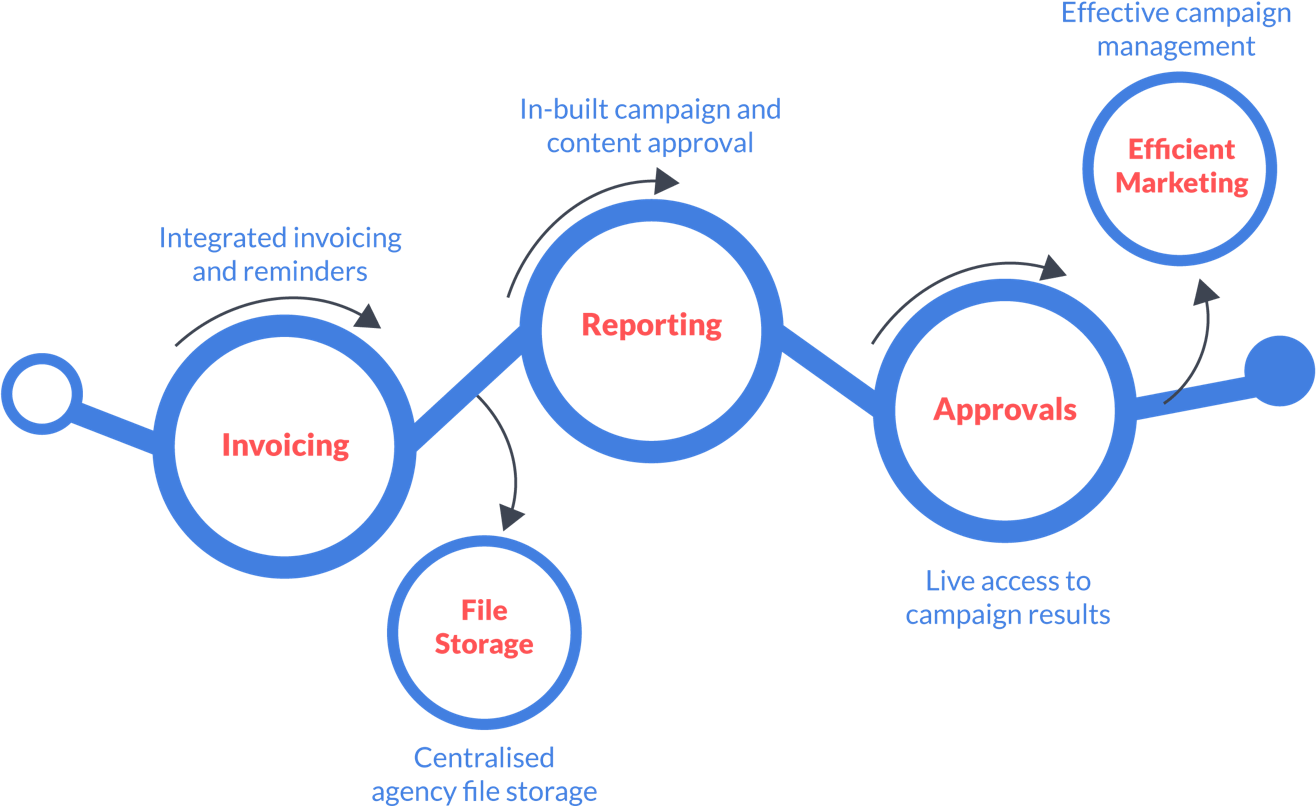 Effective campaign
management
Efficient
Marketing
In-built campaign and
content approval
Reporting
Integrated invoicing
and reminders
Invoicing
Approvals
Live access to
campaign results
File
Storage
Centralised
agency file storage